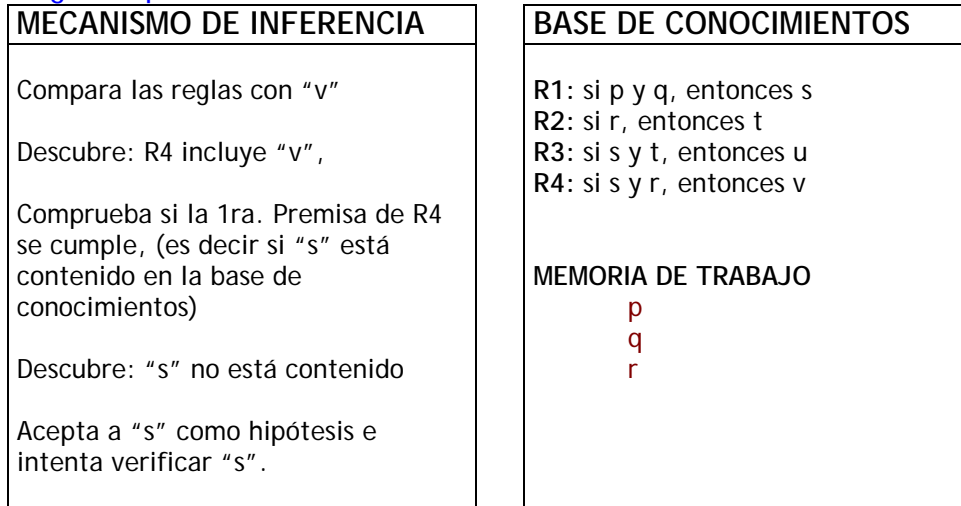 MECANISMO DE INFERENCIA
Compara las reglas con “v”
Descubre: R4 incluye “v”,
Comprueba si la 1ra. Premisa de R4
se cumple, (es decir si “s” está
contenido en la base de
conocimientos)
Descubre: “s” no está contenido
Acepta a “s” como hipótesis e
intenta verificar “s”.
BASE DE CONOCIMIENTOS
R1: si p y q, entonces s
R2: si r, entonces t
R3: si s y t, entonces u
R4: si s y r, entonces v
MEMORIA DE TRABAJO
p
q
r